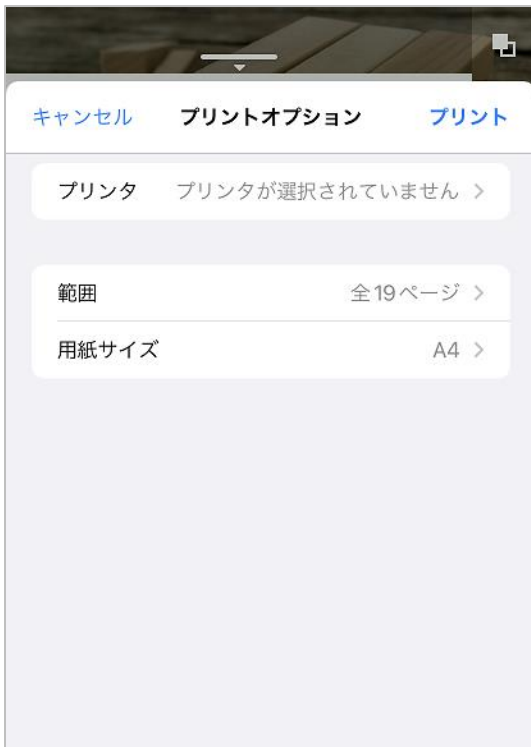 キャンセル プリントオプション プリント
プリンタ プリンタが選択されていません
範囲 全19ページ
用紙サイズ A4